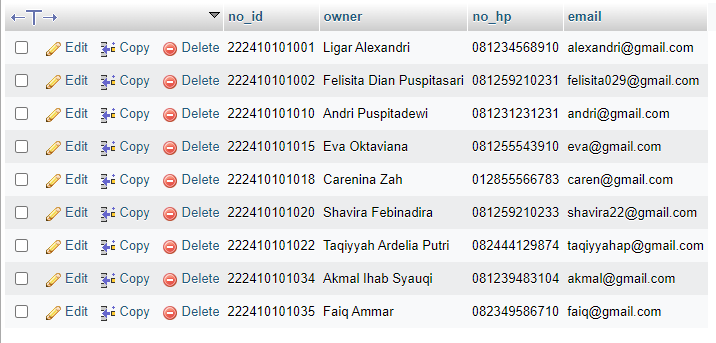 no_id owner no_hp email
Edit Copy Delete 222410101001 Ligar Alexandri 081234568910 alexandri@gmail.com
Edit Copy Delete 222410101002 Felisita Dian Puspitasari 081259210231 felisita029@gmail.com
Edit Copy Delete 222410101010 Andri Puspitadewi 081231231231 andri@gmail.com
Edit Copy Delete 222410101015 Eva Oktaviana 081255543910 eva@gmail.com
Edit Copy Delete 222410101018 Carenina Zah 012855566783 caren@gmail.com
Edit Copy Delete 222410101020 Shavira Febinadira 081259210233 shavira22@gmail.com
Edit Copy Delete 222410101022 Taqiyyah Ardelia Putri 082444129874 taqiyyahap@gmail.com
Edit Copy Delete 222410101034 Akmal Ihab Syauqi 081239483104 akmal@gmail.com
Edit Copy Delete 222410101035 Faiq Ammar 082349586710 faiq@gmail.com